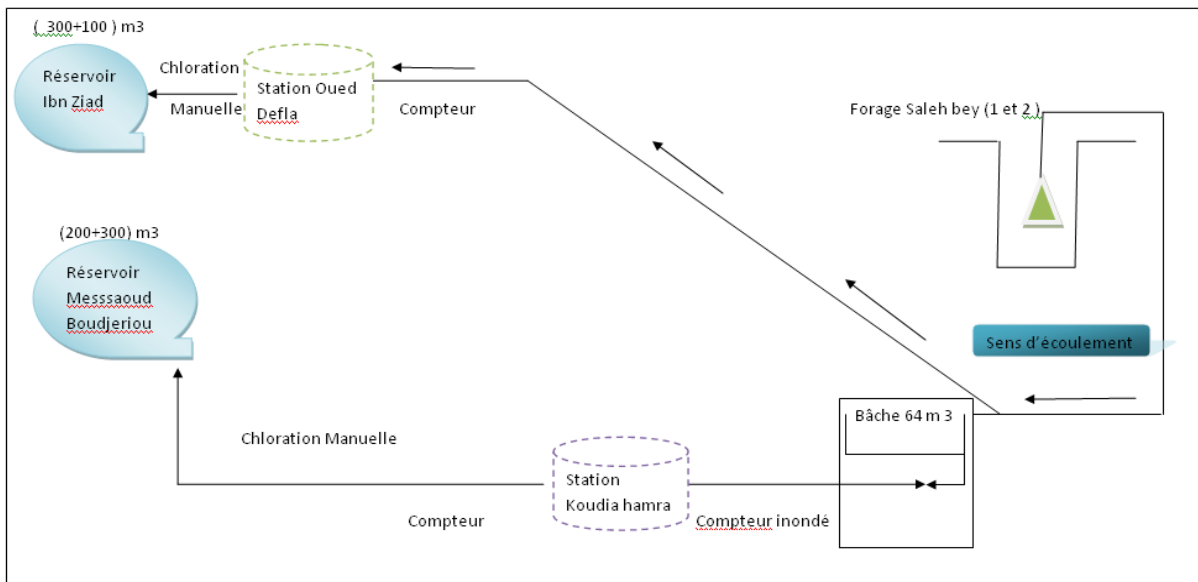 ( 300+100 ) m3
Réservoir
Ibn Ziad
Chloration
Manuelle
Station Oued
Defla
Compteur
Forage Saleh bey (1 et 2 )
(200+300) m3
Réservoir
Messsaoud
Boudjeriou
Sens d'écoulement
Bâche 64 m 3
Chloration Manuelle
Station
Koudia hamra
Compteur
Compteur inondé